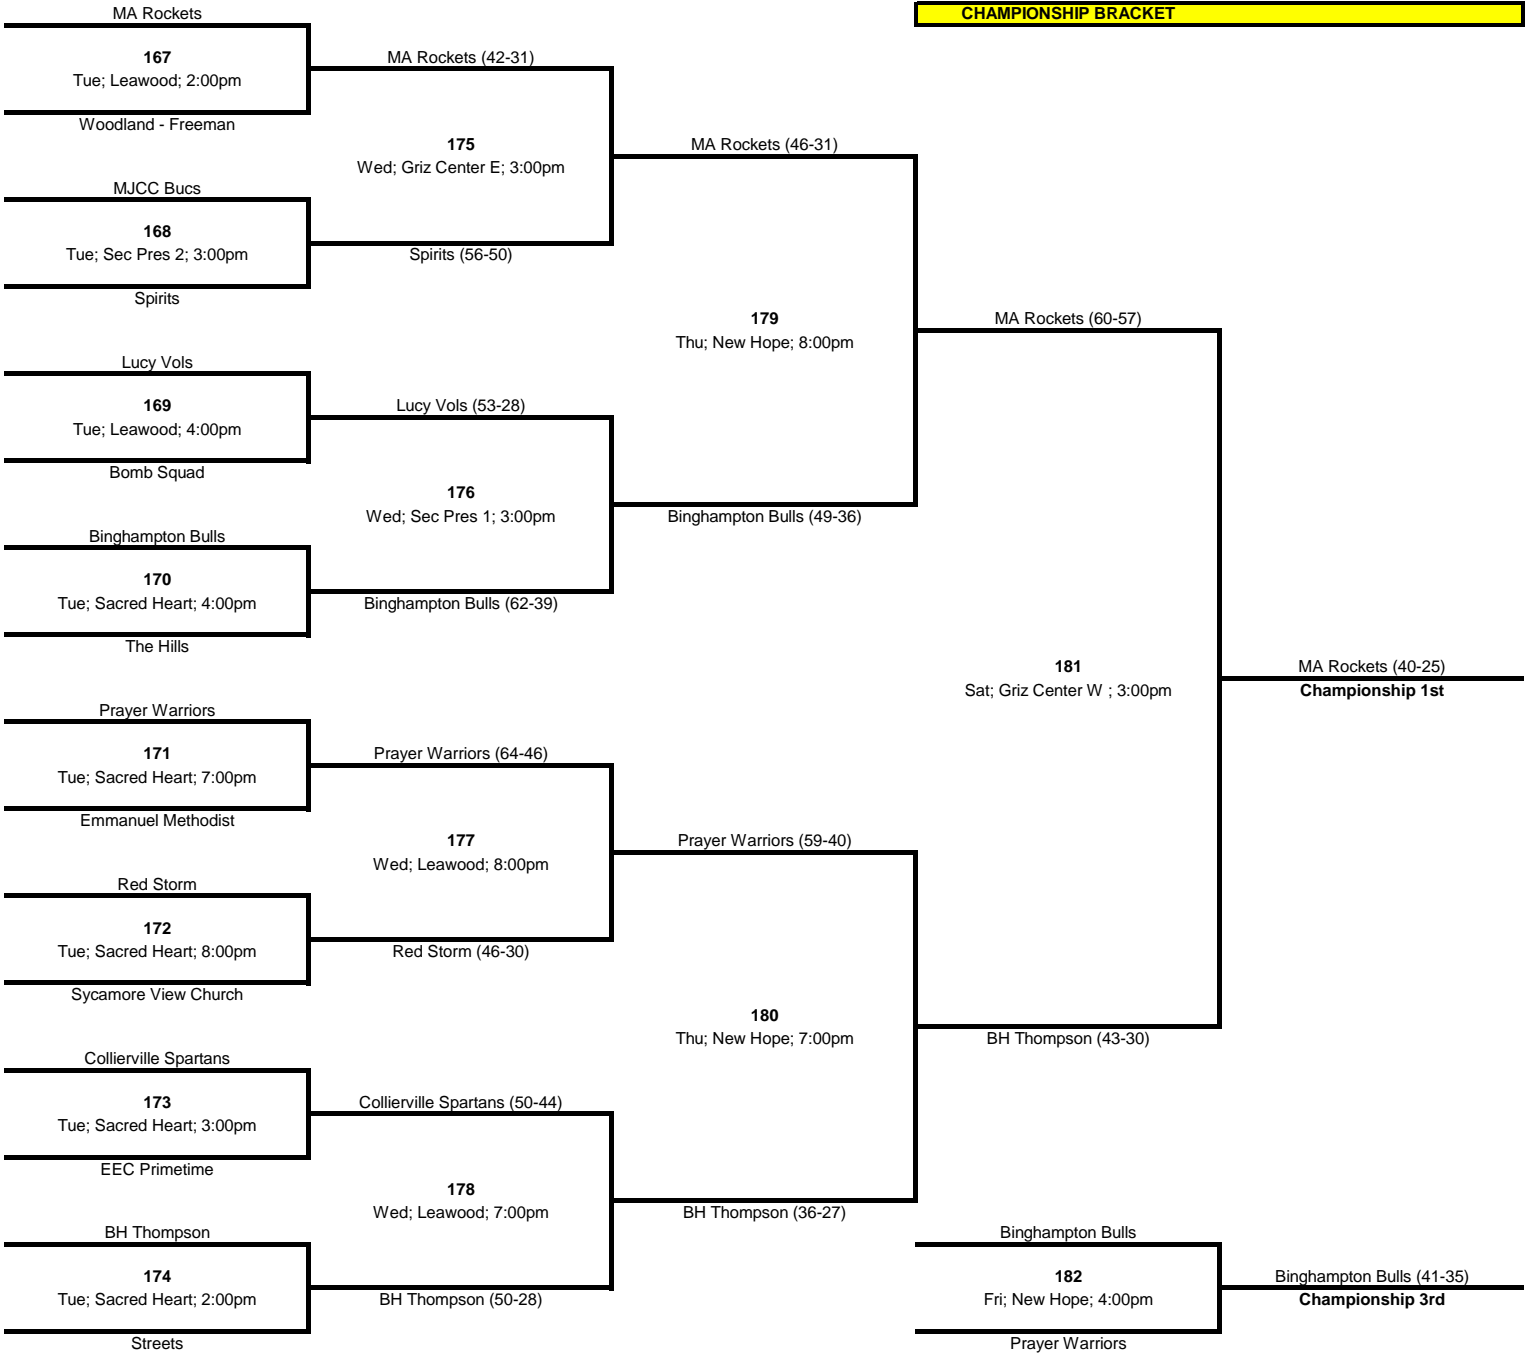 MA Rockets
CHAMPIONSHIP BRACKET
167
Tue; Leawood; 2:00pm
MA Rockets (42-31)
Woodland - Freeman
175
Wed; Griz Center E; 3:00pm
MA Rockets (46-31)
MJCC Bucs
168
Tue; Sec Pres 2; 3:00pm
Spirits (56-50)
Spirits
179
Thu; New Hope; 8:00pm
MA Rockets (60-57)
Lucy Vols
169
Tue; Leawood; 4:00pm
Lucy Vols (53-28)
Bomb Squad
176
Wed; Sec Pres 1; 3:00pm
Binghampton Bulls (49-36)
Binghampton Bulls
170
Tue; Sacred Heart; 4:00pm
Binghampton Bulls (62-39)
The Hills
181
Sat; Griz Center W ; 3:00pm
MA Rockets (40-25)
Championship 1st
Prayer Warriors
171
Tue; Sacred Heart; 7:00pm
Prayer Warriors (64-46)
Emmanuel Methodist
177
Wed; Leawood; 8:00pm
Prayer Warriors (59-40)
Red Storm
172
Tue; Sacred Heart; 8:00pm
Red Storm (46-30)
Sycamore View Church
180
Thu; New Hope; 7:00pm
BH Thompson (43-30)
Collierville Spartans
173
Tue; Sacred Heart; 3:00pm
Collierville Spartans (50-44)
EEC Primetime
178
Wed; Leawood; 7:00pm
BH Thompson (36-27)
BH Thompson
174
Tue; Sacred Heart; 2:00pm
BH Thompson (50-28)
Streets
Binghampton Bulls
182
Fri; New Hope; 4:00pm
Binghampton Bulls (41-35)
Championship 3rd
Prayer Warriors